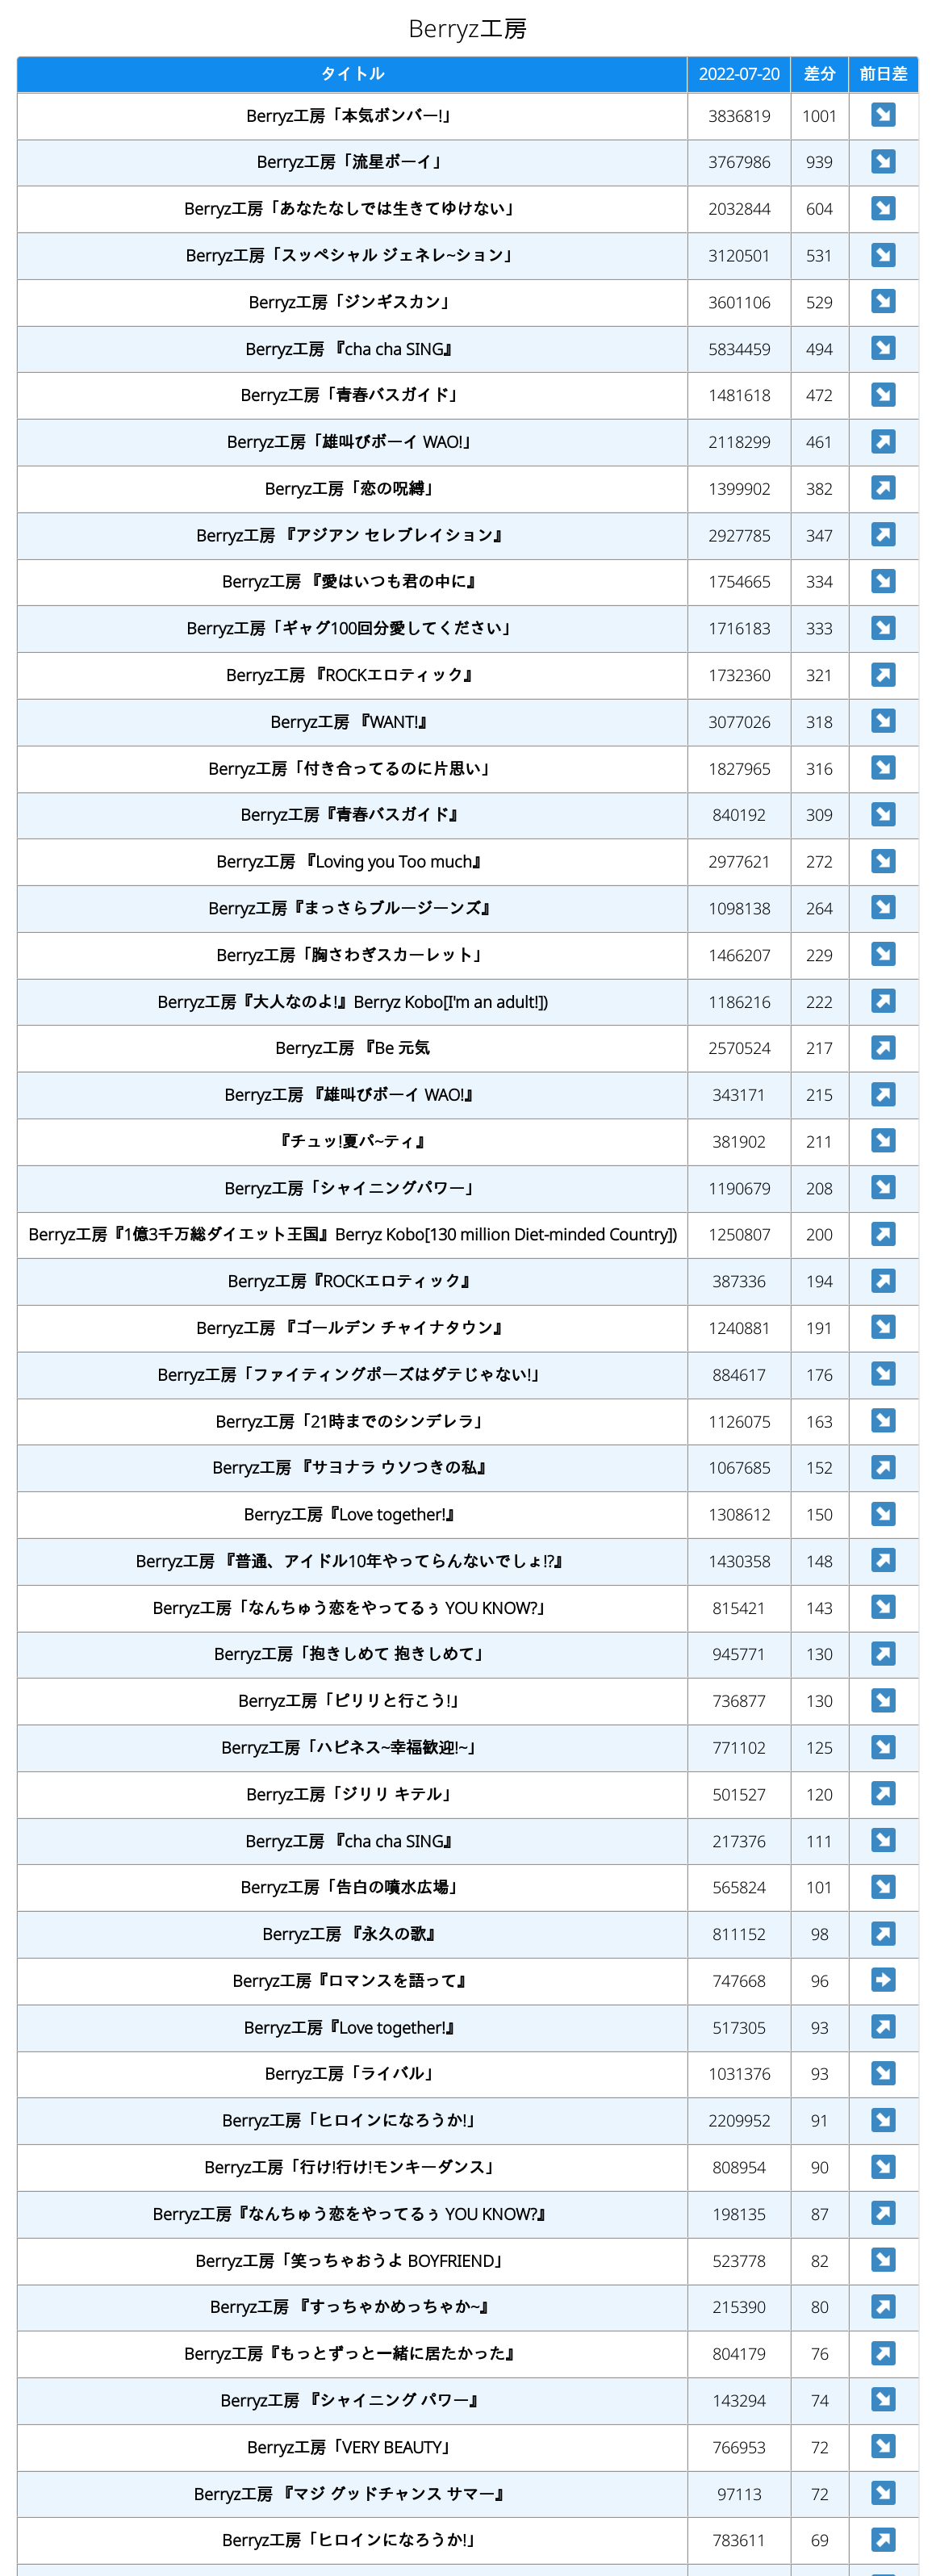 Berryz工房
タイトル 2022-07-20 差分 前日差
Berryz工房「本気ボンバー!」 3836819 1001
Berryz工房「流星ボーイ」 3767986 939
Berryz工房「あなたなしでは生きてゆけない」 2032844 604
Berryz工房「スッペシャル ジェネレ~ション」 3120501 531
Berryz工房「ジンギスカン」 3601106 529
Berryz工房 『cha cha SING』 5834459 494
Berryz工房「青春バスガイド」 1481618 472
Berryz工房「雄叫びボーイ WAO!」 2118299 461
Berryz工房「恋の呪縛」 1399902 382
Berryz工房 『アジアン セレブレイション』 2927785 347
Berryz工房 『愛はいつも君の中に』 1754665 334
Berryz工房「ギャグ100回分愛してください」 1716183 333
Berryz工房 『ROCKエロティック』 1732360 321
Berryz工房 『WANT!』 3077026 318
Berryz工房「付き合ってるのに片思い」 1827965 316
Berryz工房『青春バスガイド』 840192 309
Berryz工房 『Loving you Too much』 2977621 272
Berryz工房『まっさらブルージーンズ』 1098138 264
Berryz工房「胸さわぎスカーレット」 1466207 229
Berryz工房『大人なのよ!』Berryz Kobo[I'm an adult!]) 1186216 222
Berryz工房 『Be 元気 2570524 217
Berryz工房 『雄叫びボーイ WAO!』 343171 215
『チュッ!夏パ~ティ』 381902 211
Berryz工房「シャイニングパワー」 1190679 208
Berryz工房『1億3千万総ダイエット王国』Berryz Kobo[130 million Diet-minded Country]) 1250807 200
Berryz工房『ROCKエロティック』 387336 194
Berryz工房 『ゴールデン チャイナタウン』 1240881 191
Berryz工房「ファイティングポーズはダテじゃない!」 884617 176
Berryz工房「21時までのシンデレラ」 1126075 163
Berryz工房 『サヨナラ ウソつきの私』 1067685 152
Berryz工房『Love together!』 1308612 150
Berryz工房 『普通、アイドル10年やってらんないでしょ!?』 1430358 148
Berryz工房「なんちゅう恋をやってるぅ YOU KNOW?」 815421 143
Berryz工房「抱きしめて 抱きしめて」 945771 130
Berryz工房「ピリリと行こう!」 736877 130
Berryz工房「ハピネス~幸福歓迎!~」 771102 125
Berryz工房「ジリリ キテル」 501527 120
Berryz工房 『cha cha SING』 217376 111
Berryz工房「告白の噴水広場」 565824 101
Berryz工房 『永久の歌』 811152 98
Berryz工房『ロマンスを語って』 747668 96
Berryz工房『Love together!』 517305 93
Berryz工房「ライバル」 1031376 93
Berryz工房「ヒロインになろうか!」 2209952 91
Berryz工房「行け!行け!モンキーダンス」 808954 90
Berryz工房『なんちゅう恋をやってるぅ YOU KNOW?』 198135 87
Berryz工房「笑っちゃおうよ BOYFRIEND」 523778 82
Berryz工房 『すっちゃかめっちゃか~』 215390 80
Berryz工房『もっとずっと一緒に居たかった』 804179 76
Berryz工房 『シャイニング パワー』 143294 74
Berryz工房「VERY BEAUTY」 766953 72
Berryz工房 『マジ グッドチャンス サマー』 97113 72
Berryz工房「ヒロインになろうか!」 783611 69